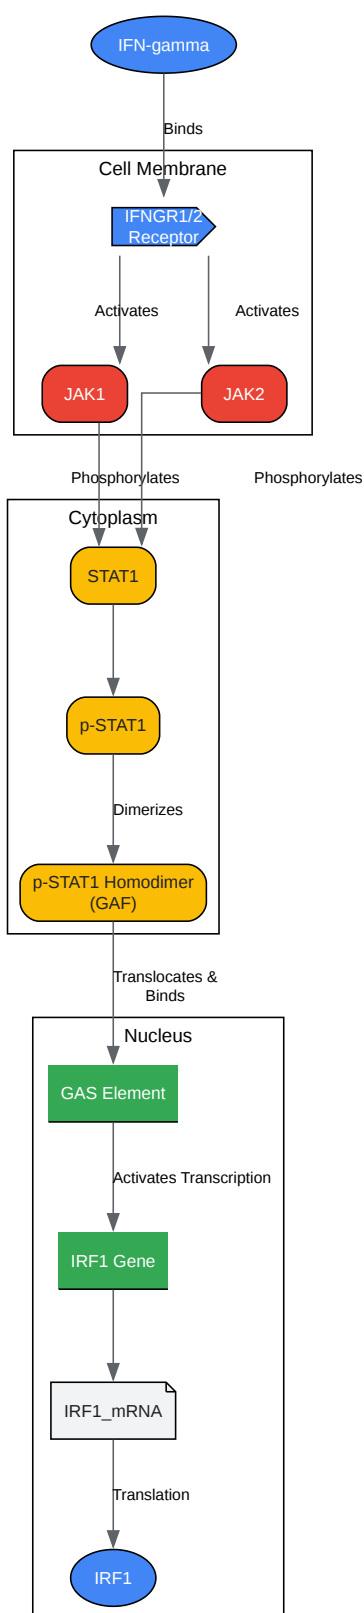 IFN-gamma
Binds
Cell Membrane
IFNGR1/2
Receptor
Activates
Activates
JAK1
JAK2
Phosphorylates
Phosphorylates
Cytoplasm
STAT1
p-STAT1
Dimerizes
p-STAT1 Homodimer
(GAF)
Translocates &
Binds
Nucleus
GAS Element
Activates Transcription
IRF1 Gene
IRF1_mRNA
Translation
IRF1